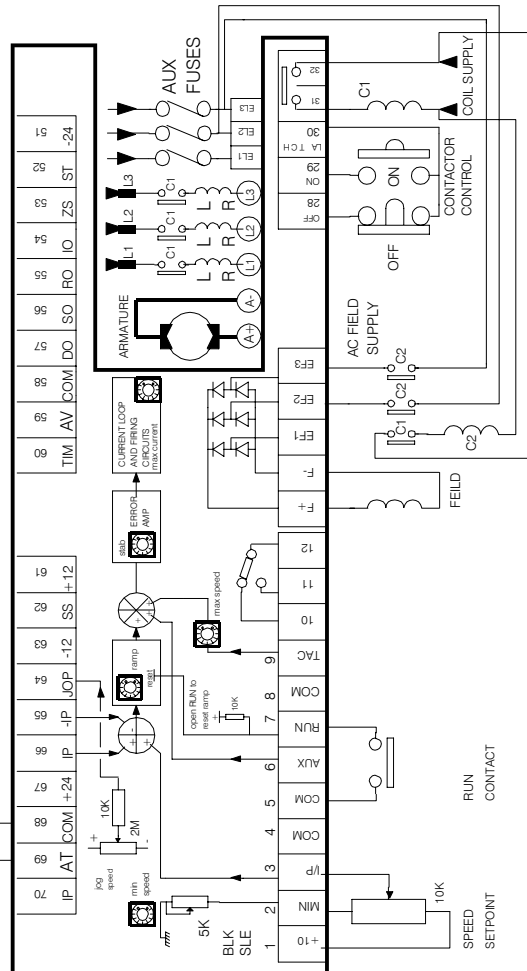 70 69 68 67 66 65 64 63 62 61
IP AT COM +24 IP -IP JOP -12 SS +12
60 59 58 57 56 55 54 53 52 51
TIM AV COM DO SO RO IO ZS ST -24
jog
speed
+
-
10K
2M
min
speed
5K
BLK
SLE
+ -
+ +
ramp
reset
open RUN to
reset ramp
+
10K
+ +
max speed
stab
ERROR
AMP
CURRENT LOOP
AND FIRING
CIRCUITS
max current
ARMATURE
A+ A- L1 L2 L3
L1 L2 L3
C1 C1 C1
L L L
R R R
AUX
FUSES
EL1 EL2 EL3
1 2 3 4 5 6 7 8 9 10 11 12
+10 MIN I/P COM COM AUX RUN COM TAC
F+ F- EF1 EF2 EF3
28 29 30 31 32
OFF ON LA TCH
SPEED
SETPOINT
10K
RUN
CONTACT
FEILD
C1 C2 C2
C2
AC FIELD
SUPPLY
OFF
ON
CONTACTOR
CONTROL
C1
COIL SUPPLY